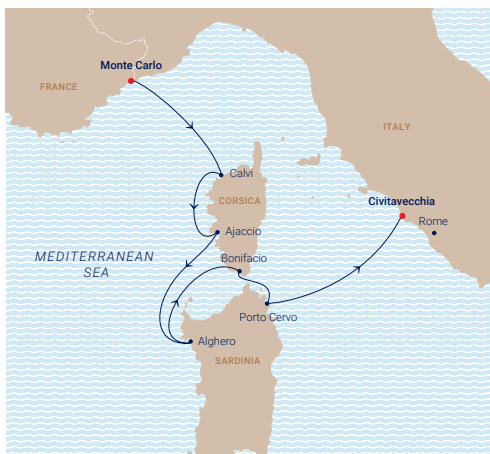 Monte Carlo
FRANCE
ITALY
Calvi
CORSICA
Civitavecchia
Rome
Ajaccio
MEDITERRANEAN
SEA
Bonifacio
Porto Cervo
Alghero
SARDINIA